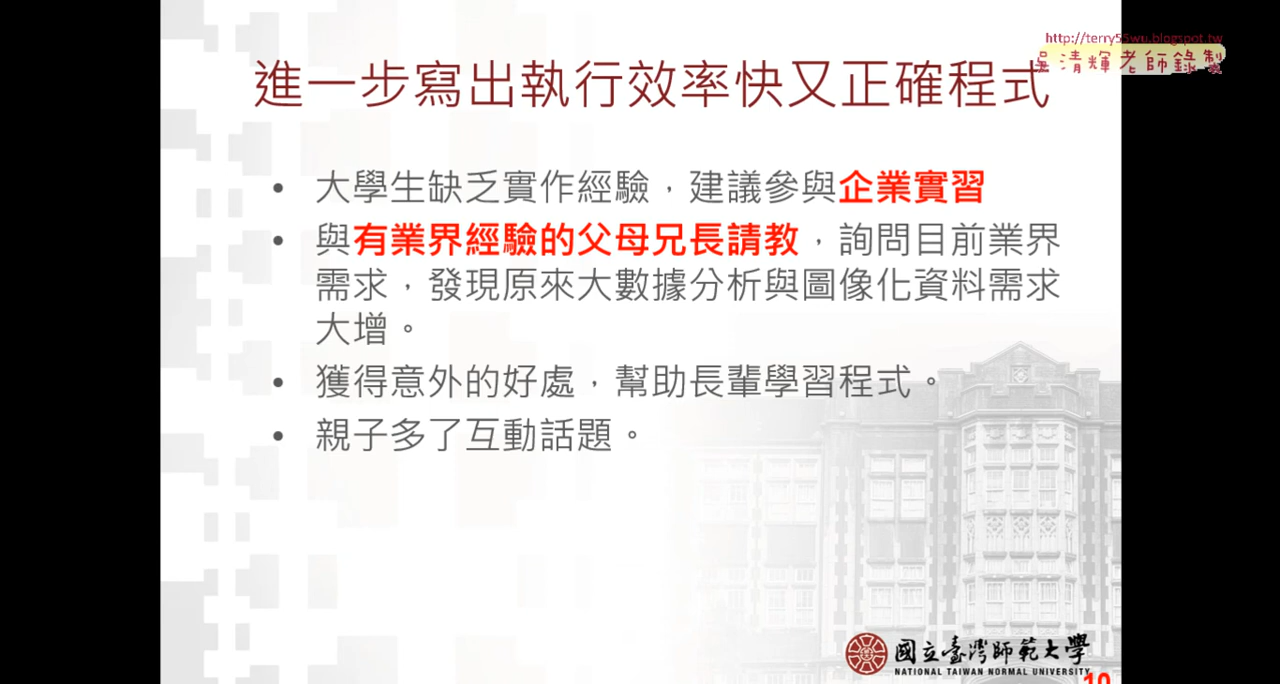 http://terry55wu.blogspot.tw
吳清輝老師錄製
進一步寫出執行效率快又正確程式
• 大學生缺乏實作經驗，建議參與企業實習
• 與有業界經驗的父母兄長請教，詢問目前業界
需求，發現原來大數據分析與圖像化資料需求
大增。
• 獲得意外的好處，幫助長輩學習程式。
• 親子多了互動話題。
國立臺灣師範大學
NATIONAL TAIWAN NORMAL UNIVERSITY